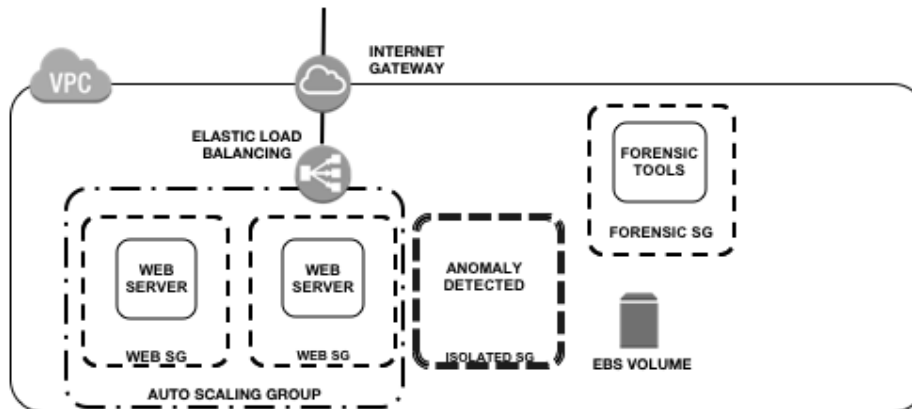 INTERNET
GATEWAY
VPC
ELASTIC LOAD
BALANCING
FORENSIC
TOOLS
FORENSIC SG
WEB
SERVER
WEB SG
WEB
SERVER
WEB SG
ANOMALY
DETECTED
ISOLATED SG
EBS VOLUME
AUTO SCALING GROUP